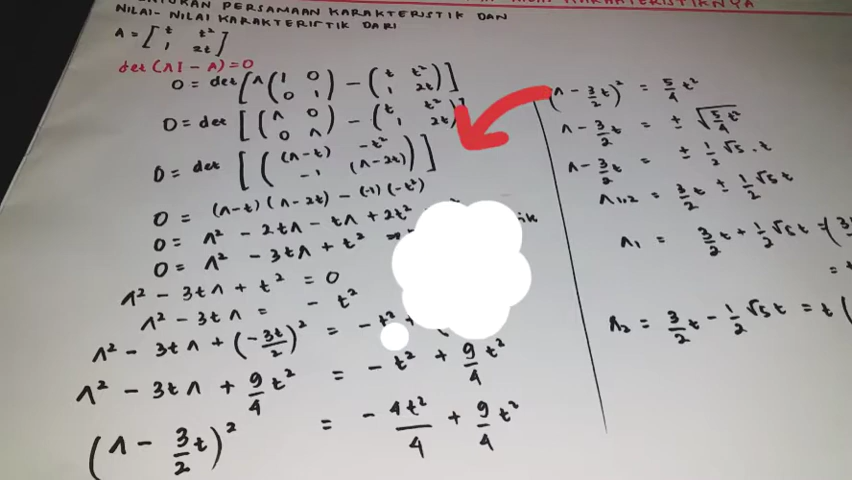 PERSAMAAN KARAKTERISTIK DAN
NILAI-NILAI KARAKTERISTIK DARI
A = [t t²
1 2t]
det (λI - A) = 0
0 = det [λ(1 0
0 1) - (t t²
1 2t)]
0 = det [(λ 0
0 λ) - (t t²
1 2t)]
0 = det [((λ-t) -t²
-1 (λ-2t))]
0 = (λ-t)(λ-2t) - (-1)(-t²)
0 = λ² - 2tλ - tλ + 2t²
0 = λ² - 3tλ + t²
λ² - 3tλ + t² = 0
λ² - 3tλ = - t²
λ² - 3tλ + (-3t/2)² = -t² +
λ² - 3tλ + 9/4 t² = - t² + 9/4 t²
(λ - 3/2 t)² = - 4t²/4 + 9/4 t²
(λ - 3/2 t)² = 5/4 t²
λ - 3/2 t = ± √(5/4 t²)
λ - 3/2 t = ± 1/2 √5 . t
λ1,2 = 3/2 t ± 1/2 √5 t
λ1 = 3/2 t + 1/2 √5 t = (
λ2 = 3/2 t - 1/2 √5 t = t (